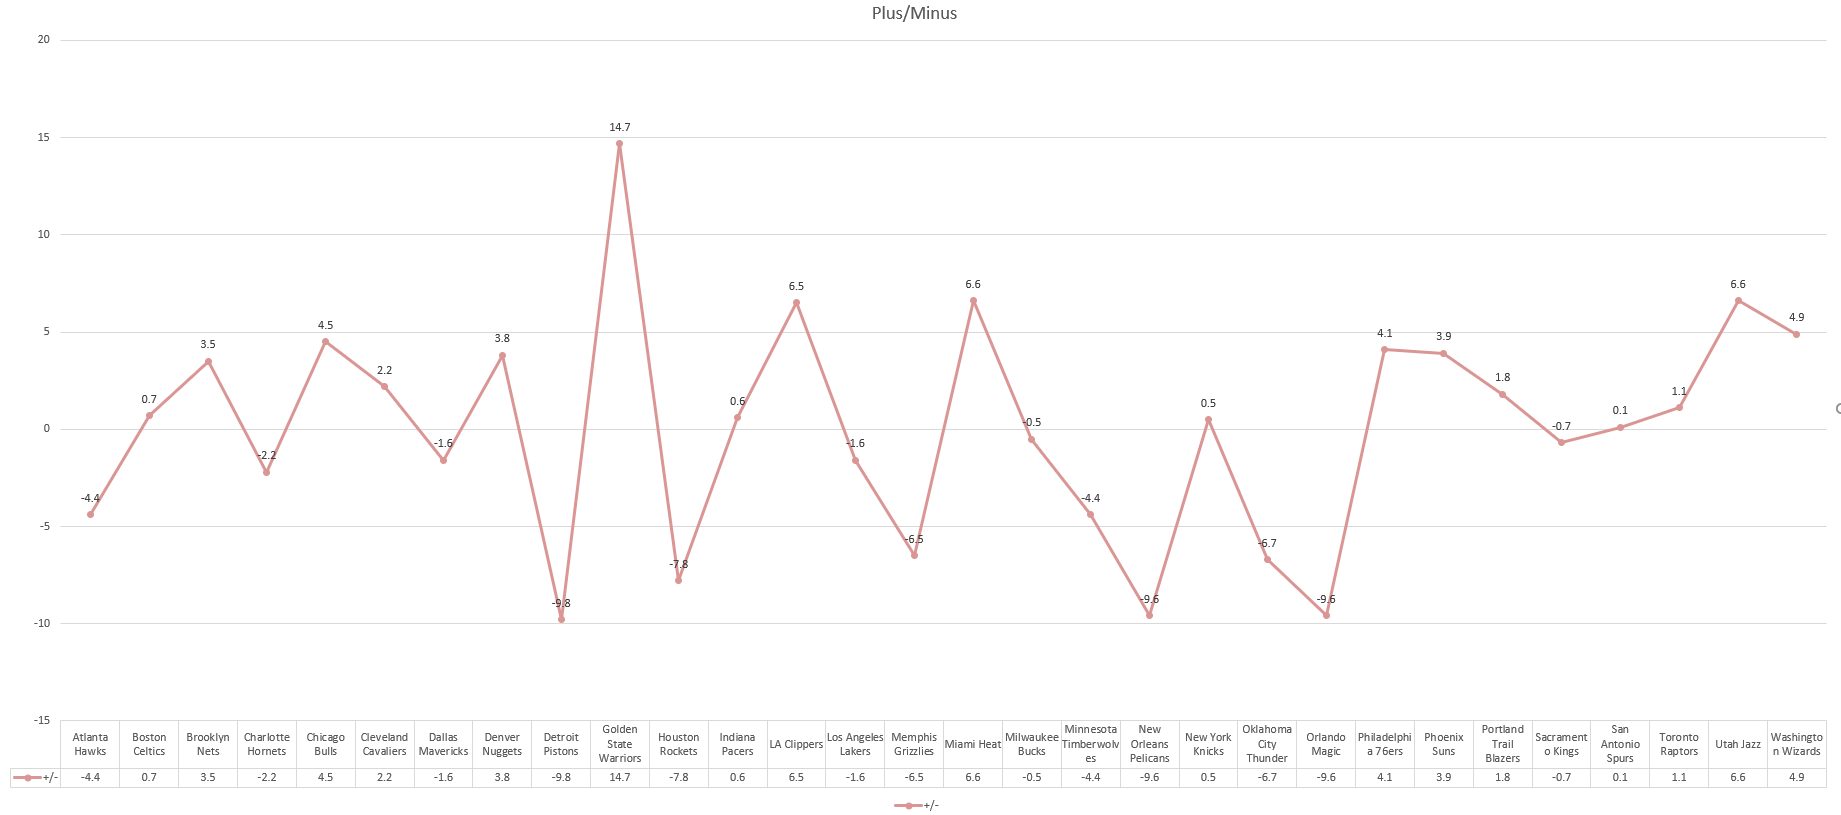 Plus/Minus
20
15
10
5
0
-5
-10
-15
-4.4
0.7
3.5
-2.2
4.5
2.2
-1.6
3.8
-9.8
14.7
-7.8
0.6
6.5
-1.6
-6.5
6.6
-0.5
-4.4
-9.6
0.5
-6.7
-9.6
4.1
3.9
1.8
-0.7
0.1
1.1
6.6
4.9
Atlanta
Hawks
Boston
Celtics
Brooklyn
Nets
Charlotte
Hornets
Chicago
Bulls
Cleveland
Cavaliers
Dallas
Mavericks
Denver
Nuggets
Detroit
Pistons
Golden
State
Warriors
Houston
Rockets
Indiana
Pacers
LA Clippers
Los Angeles
Lakers
Memphis
Grizzlies
Miami Heat
Milwaukee
Bucks
Minnesota
Timberwolv
es
New
Orleans
Pelicans
New York
Knicks
Oklahoma
City
Thunder
Orlando
Magic
Philadelphi
a 76ers
Phoenix
Suns
Portland
Trail
Blazers
Sacrament
o Kings
San
Antonio
Spurs
Toronto
Raptors
Utah Jazz
Washingto
n Wizards
+/- -4.4 0.7 3.5 -2.2 4.5 2.2 -1.6 3.8 -9.8 14.7 -7.8 0.6 6.5 -1.6 -6.5 6.6 -0.5 -4.4 -9.6 0.5 -6.7 -9.6 4.1 3.9 1.8 -0.7 0.1 1.1 6.6 4.9
+/-